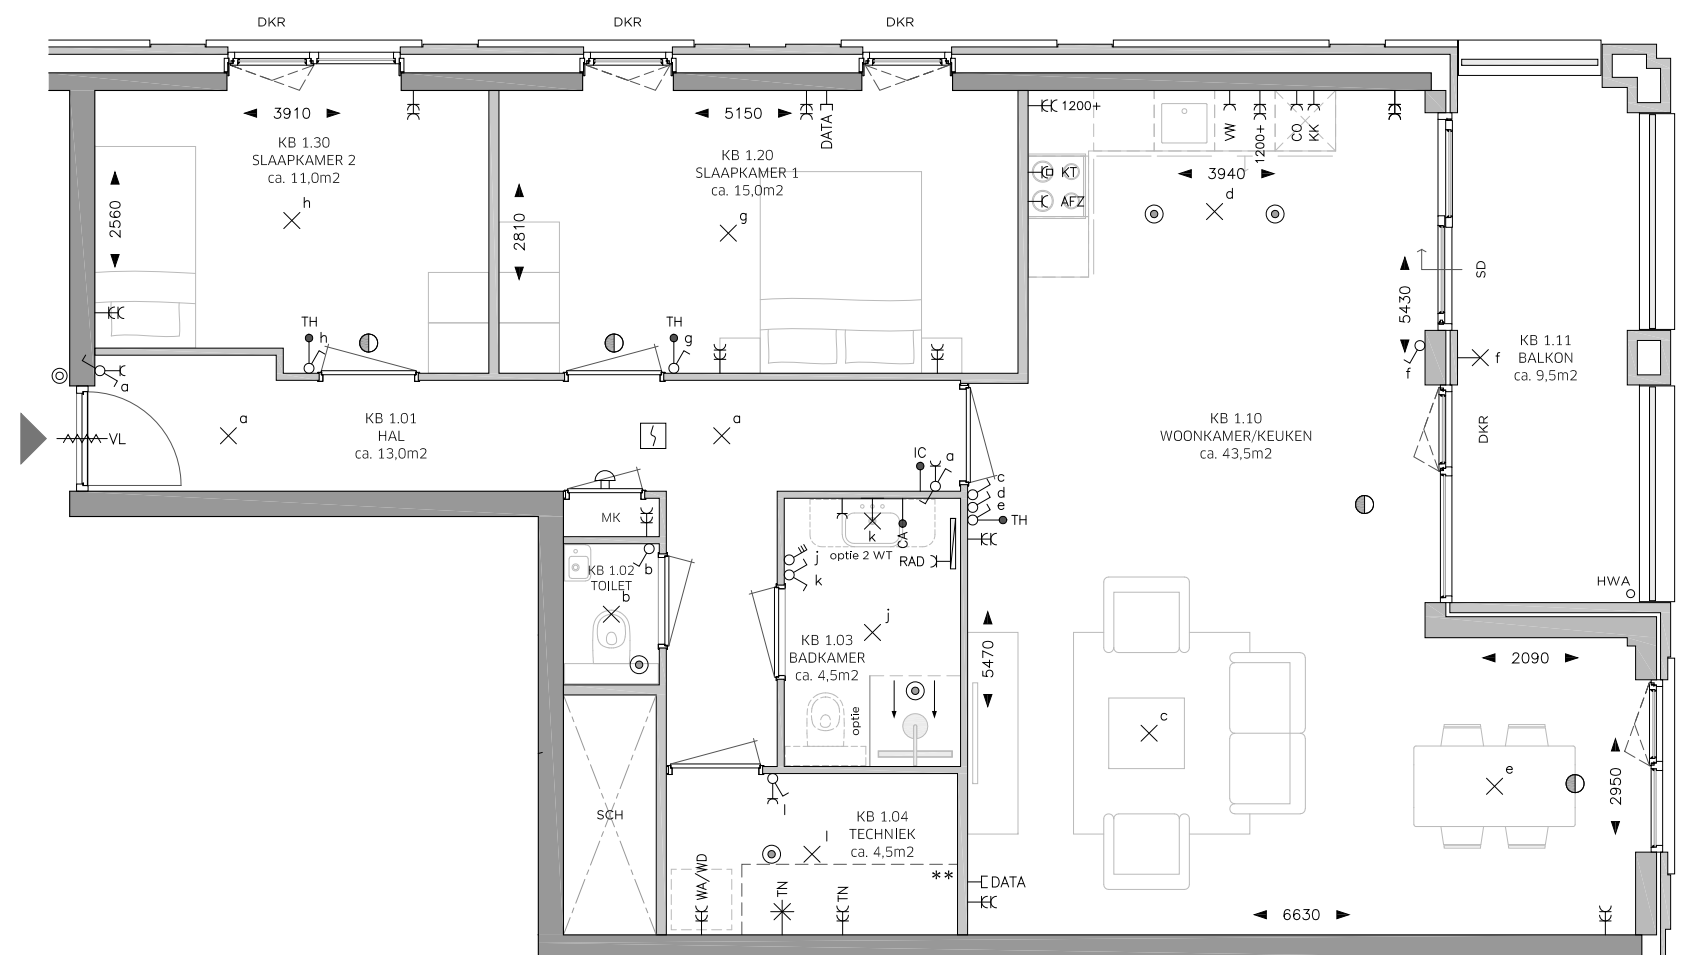 DKR
DKR
DKR
3910
KB 1.30
SLAAPKAMER 2
ca. 11,0m2
h
2560
TH
h
5150
DATA
KB 1.20
SLAAPKAMER 1
ca. 15,0m2
g
2810
TH
g
1200+
VW
1200+
CO
KK
KT
AFZ
3940
d
5430
SD
f
f
KB 1.11
BALKON
ca. 9,5m2
DKR
HWA
a
VL
a
KB 1.01
HAL
ca. 13,0m2
a
IC
a
KB 1.10
WOONKAMER/KEUKEN
ca. 43,5m2
c
d
e
TH
MK
KB 1.02
TOILET
b
b
k
CA
optie 2 WT
RAD
j
k
j
KB 1.03
BADKAMER
ca. 4,5m2
optie
5470
2090
c
e
2950
SCH
l
KB 1.04
TECHNIEK
ca. 4,5m2
l
**
WA/WD
TN
TN
DATA
6630